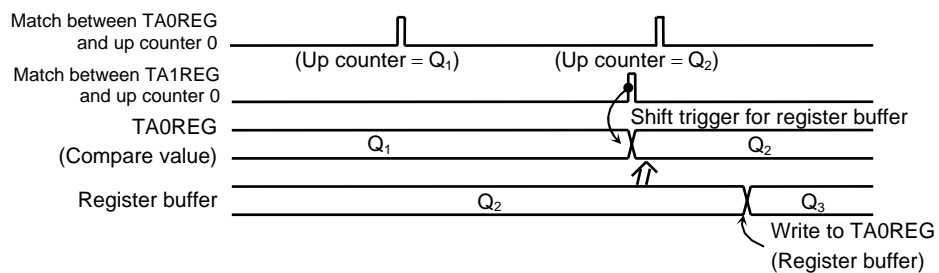 Match between TA0REG
and up counter 0
(Up counter = Q₁)
(Up counter = Q₂)
Match between TA1REG
and up counter 0
Shift trigger for register buffer
TA0REG
(Compare value)
Q₁
Q₂
Register buffer
Q₂
Q₃
Write to TA0REG
(Register buffer)